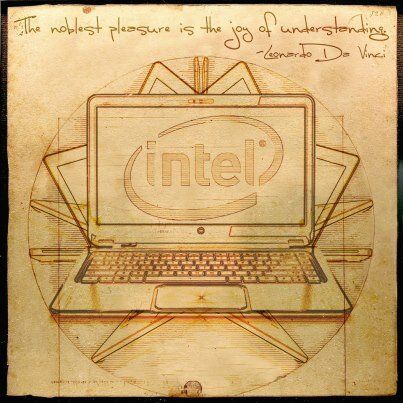 The noblest pleasure is the joy of understanding.
-Leonardo Da Vinci
intel